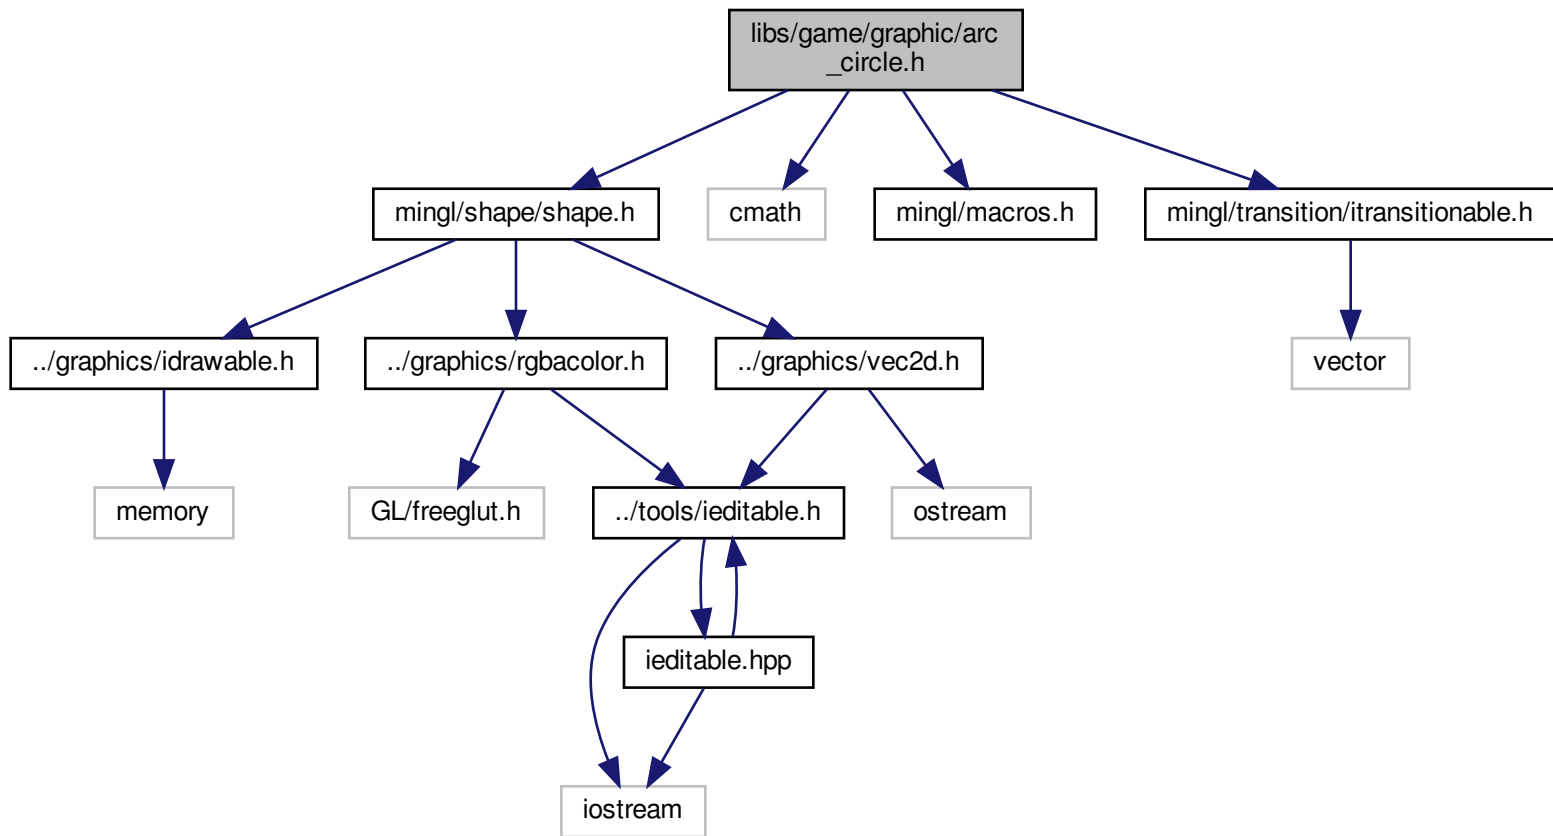 libs/game/graphic/arc
_circle.h
mingl/shape/shape.h
cmath
mingl/macros.h
mingl/transition/itransitionable.h
../graphics/idrawable.h
../graphics/rgbacolor.h
../graphics/vec2d.h
vector
memory
GL/freeglut.h
../tools/ieditable.h
ostream
ieditable.hpp
iostream